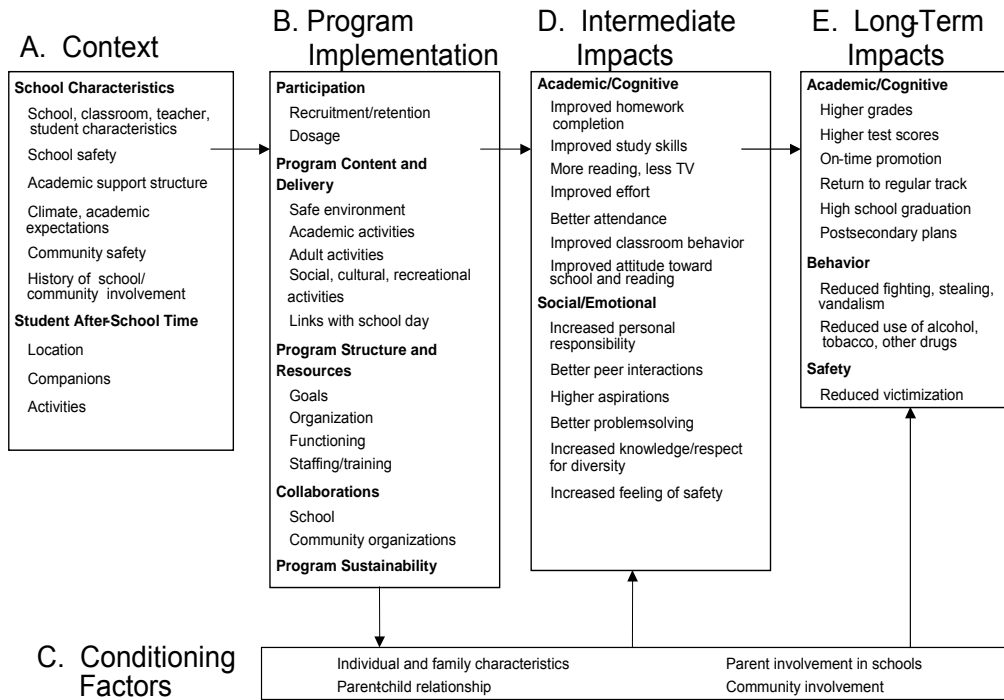 A. Context
School Characteristics
School, classroom, teacher,
student characteristics
School safety
Academic support structure
Climate, academic
expectations
Community safety
History of school/
community involvement
Student After-School Time
Location
Companions
Activities
B. Program
Implementation
Participation
Recruitment/retention
Dosage
Program Content and
Delivery
Safe environment
Academic activities
Adult activities
Social, cultural, recreational
activities
Links with school day
Program Structure and
Resources
Goals
Organization
Functioning
Staffing/training
Collaborations
School
Community organizations
Program Sustainability
D. Intermediate
Impacts
Academic/Cognitive
Improved homework
completion
Improved study skills
More reading, less TV
Improved effort
Better attendance
Improved classroom behavior
Improved attitude toward
school and reading
Social/Emotional
Increased personal
responsibility
Better peer interactions
Higher aspirations
Better problem-solving
Increased knowledge/respect
for diversity
Increased feeling of safety
E. Long-Term
Impacts
Academic/Cognitive
Higher grades
Higher test scores
On-time promotion
Return to regular track
High school graduation
Postsecondary plans
Behavior
Reduced fighting, stealing,
vandalism
Reduced use of alcohol,
tobacco, other drugs
Safety
Reduced victimization
C. Conditioning
Factors
Individual and family characteristics
Parent-child relationship
Parent involvement in schools
Community involvement